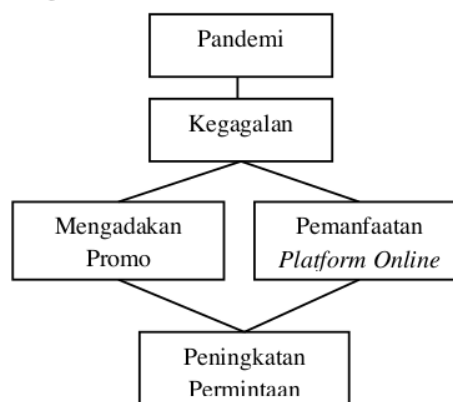 Pandemi
Kegagalan
Mengadakan
Promo
Pemanfaatan
Platform Online
Peningkatan
Permintaan